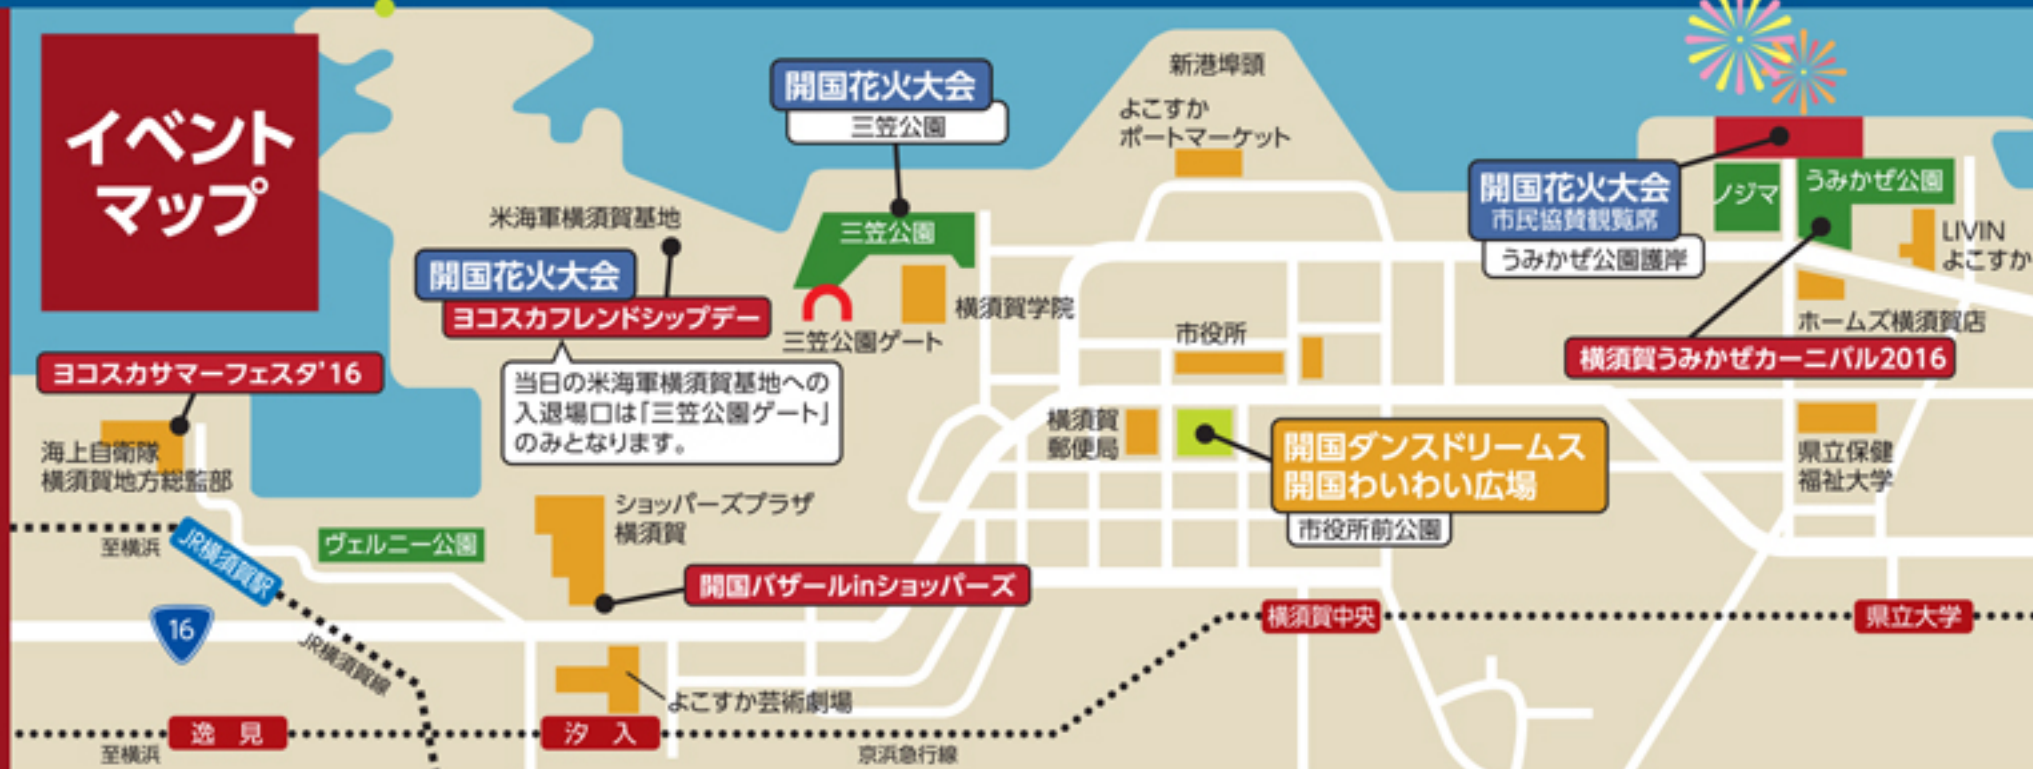 イベント
マップ
開国花火大会
三笠公園
新港埠頭
よこすか
ポートマーケット
米海軍横須賀基地
開国花火大会
ヨコスカフレンドシップデー
当日の米海軍横須賀基地への
入退場口は「三笠公園ゲート」
のみとなります。
三笠公園
三笠公園ゲート
横須賀学院
開国花火大会
市民協賛観覧席
うみかぜ公園護岸
ノジマ
うみかぜ公園
LIVIN
よこすか
ホームズ横須賀店
横須賀うみかぜカーニバル2016
市役所
ヨコスカサマーフェスタ'16
海上自衛隊
横須賀地方総監部
横須賀
郵便局
開国ダンスドリームス
開国わいわい広場
市役所前公園
県立保健
福祉大学
ショッパーズプラザ
横須賀
ヴェルニー公園
至横浜
JR横須賀駅
開国バザールinショッパーズ
16
JR横須賀線
横須賀中央
県立大学
よこすか芸術劇場
逸見
汐入
至横浜
京浜急行線